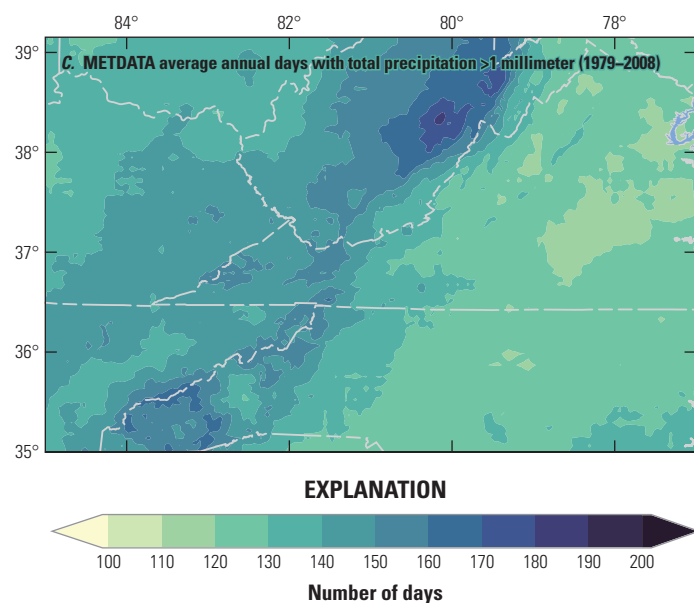 84° 82° 80° 78°
39°
C. METDATA average annual days with total precipitation >1 millimeter (1979–2008)
38°
37°
36°
35°
EXPLANATION
100 110 120 130 140 150 160 170 180 190 200
Number of days